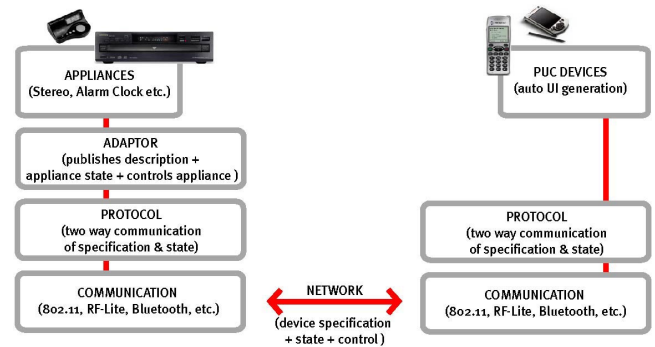 APPLIANCES
(Stereo, Alarm Clock etc.)
ADAPTOR
(publishes description +
appliance state + controls appliance )
PROTOCOL
(two way communication
of specification & state)
COMMUNICATION
(802.11, RF-Lite, Bluetooth, etc.)
NETWORK
(device specification
+ state + control )
PUC DEVICES
(auto UI generation)
PROTOCOL
(two way communication
of specification & state)
COMMUNICATION
(802.11, RF-Lite, Bluetooth, etc.)